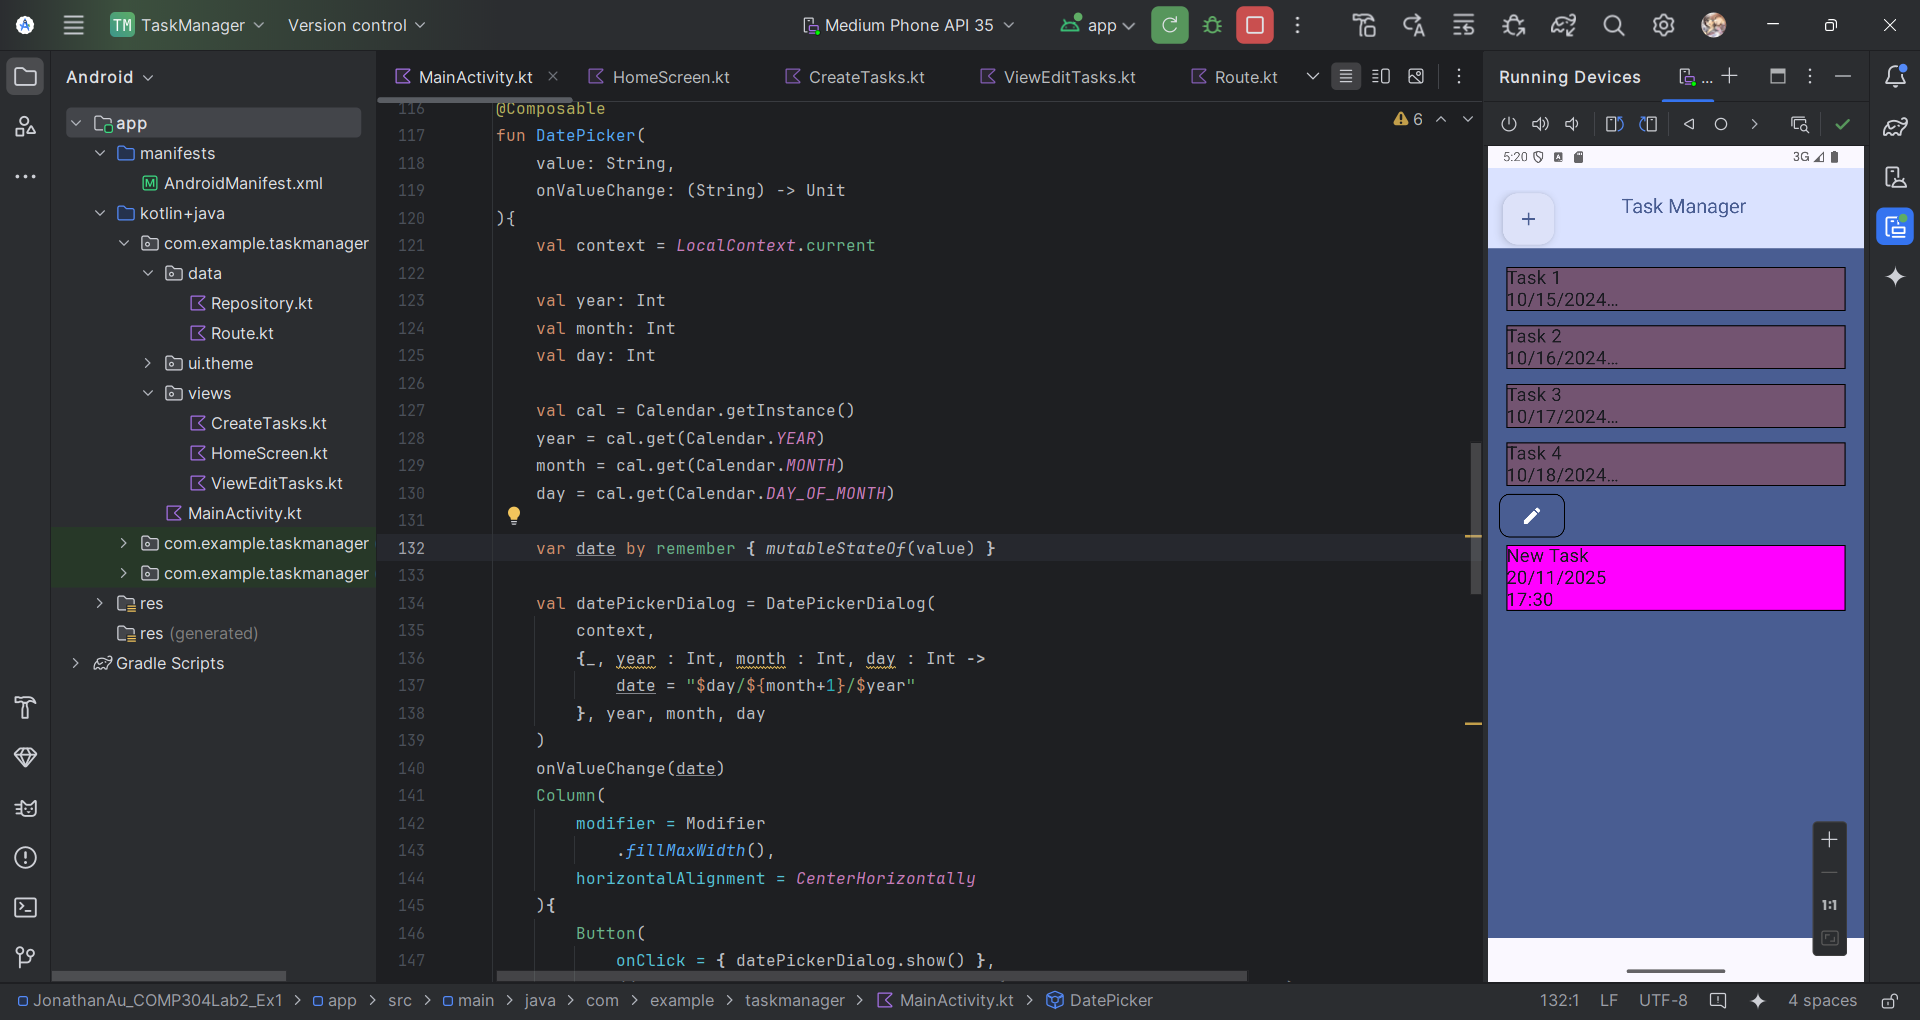 TM TaskManager Version control Medium Phone API 35 app
Android
MainActivity.kt HomeScreen.kt CreateTasks.kt ViewEditTasks.kt Route.kt
Running Devices ...
app
manifests
AndroidManifest.xml
kotlin+java
com.example.taskmanager
data
Repository.kt
Route.kt
ui.theme
views
CreateTasks.kt
HomeScreen.kt
ViewEditTasks.kt
MainActivity.kt
com.example.taskmanager
com.example.taskmanager
res
res (generated)
Gradle Scripts
6
116 @Composable
117 fun DatePicker(
118 value: String,
119 onValueChange: (String) -> Unit
120 ){
121 val context = LocalContext.current
122
123 val year: Int
124 val month: Int
125 val day: Int
126
127 val cal = Calendar.getInstance()
128 year = cal.get(Calendar.YEAR)
129 month = cal.get(Calendar.MONTH)
130 day = cal.get(Calendar.DAY_OF_MONTH)
131
132 var date by remember { mutableStateOf(value) }
133
134 val datePickerDialog = DatePickerDialog(
135 context,
136 {_, year : Int, month : Int, day : Int ->
137 date = "$day/${month+1}/$year"
138 }, year, month, day
139 )
140 onValueChange(date)
141 Column(
142 modifier = Modifier
143 .fillMaxWidth(),
144 horizontalAlignment = CenterHorizontally
145 ){
146 Button(
147 onClick = { datePickerDialog.show() },
5:20 3G
Task Manager
+
Task 1
10/15/2024...
Task 2
10/16/2024...
Task 3
10/17/2024...
Task 4
10/18/2024...
New Task
20/11/2025
17:30
1:1
JonathanAu_COMP304Lab2_Ex1 > app > src > main > java > com > example > taskmanager > MainActivity.kt > DatePicker 132:1 LF UTF-8 4 spaces